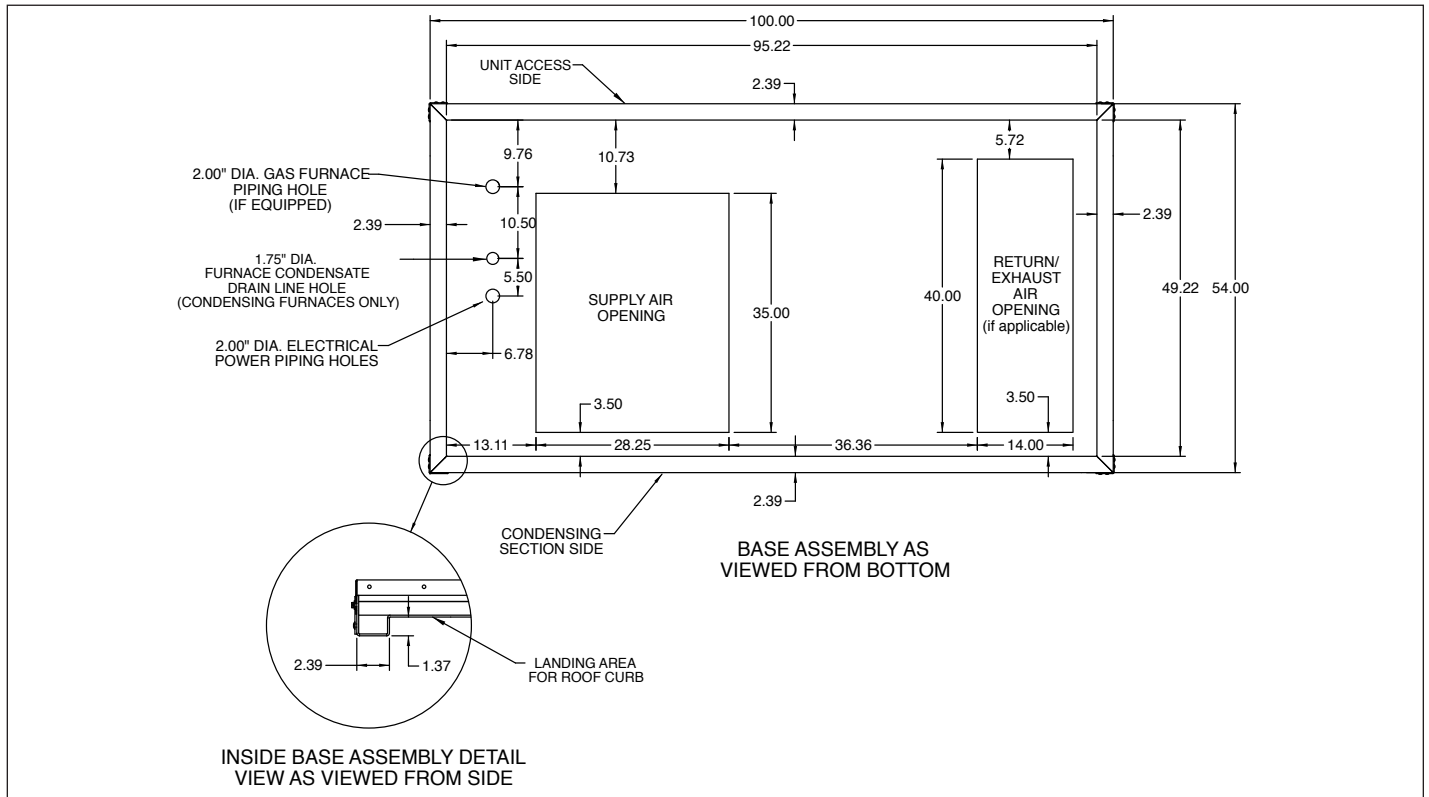 100.00
95.22
UNIT ACCESS
SIDE
2.39
9.76
10.73
5.72
2.00" DIA. GAS FURNACE
PIPING HOLE
(IF EQUIPPED)
2.39
10.50
2.39
1.75" DIA.
FURNACE CONDENSATE
DRAIN LINE HOLE
(CONDENSING FURNACES ONLY)
5.50
SUPPLY AIR
OPENING
35.00
40.00
RETURN/
EXHAUST
AIR
OPENING
(if applicable)
49.22
54.00
2.00" DIA. ELECTRICAL
POWER PIPING HOLES
6.78
3.50
3.50
13.11
28.25
36.36
14.00
2.39
CONDENSING
SECTION SIDE
BASE ASSEMBLY AS
VIEWED FROM BOTTOM
2.39
1.37
LANDING AREA
FOR ROOF CURB
INSIDE BASE ASSEMBLY DETAIL
VIEW AS VIEWED FROM SIDE